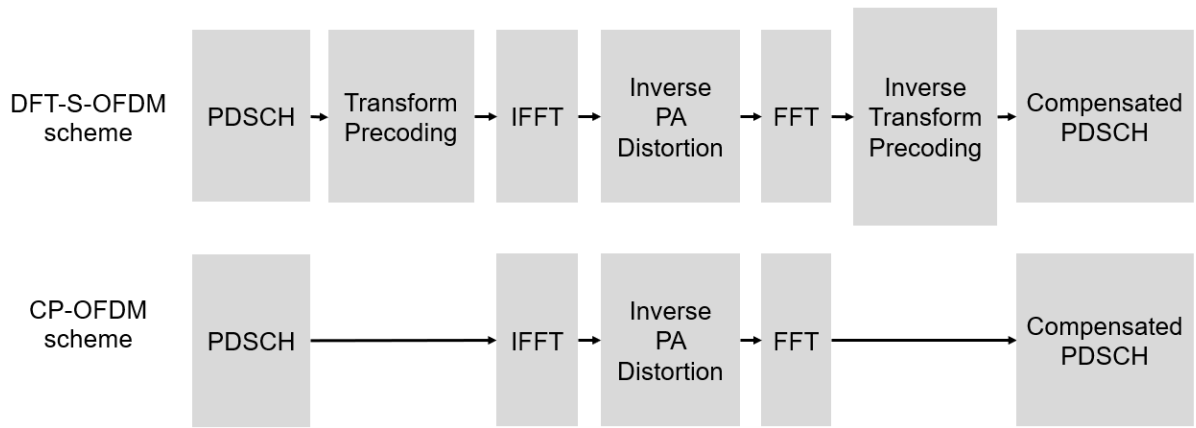 DFT-S-OFDM
scheme
PDSCH
Transform
Precoding
IFFT
Inverse
PA
Distortion
FFT
Inverse
Transform
Precoding
Compensated
PDSCH
CP-OFDM
scheme
PDSCH
IFFT
Inverse
PA
Distortion
FFT
Compensated
PDSCH